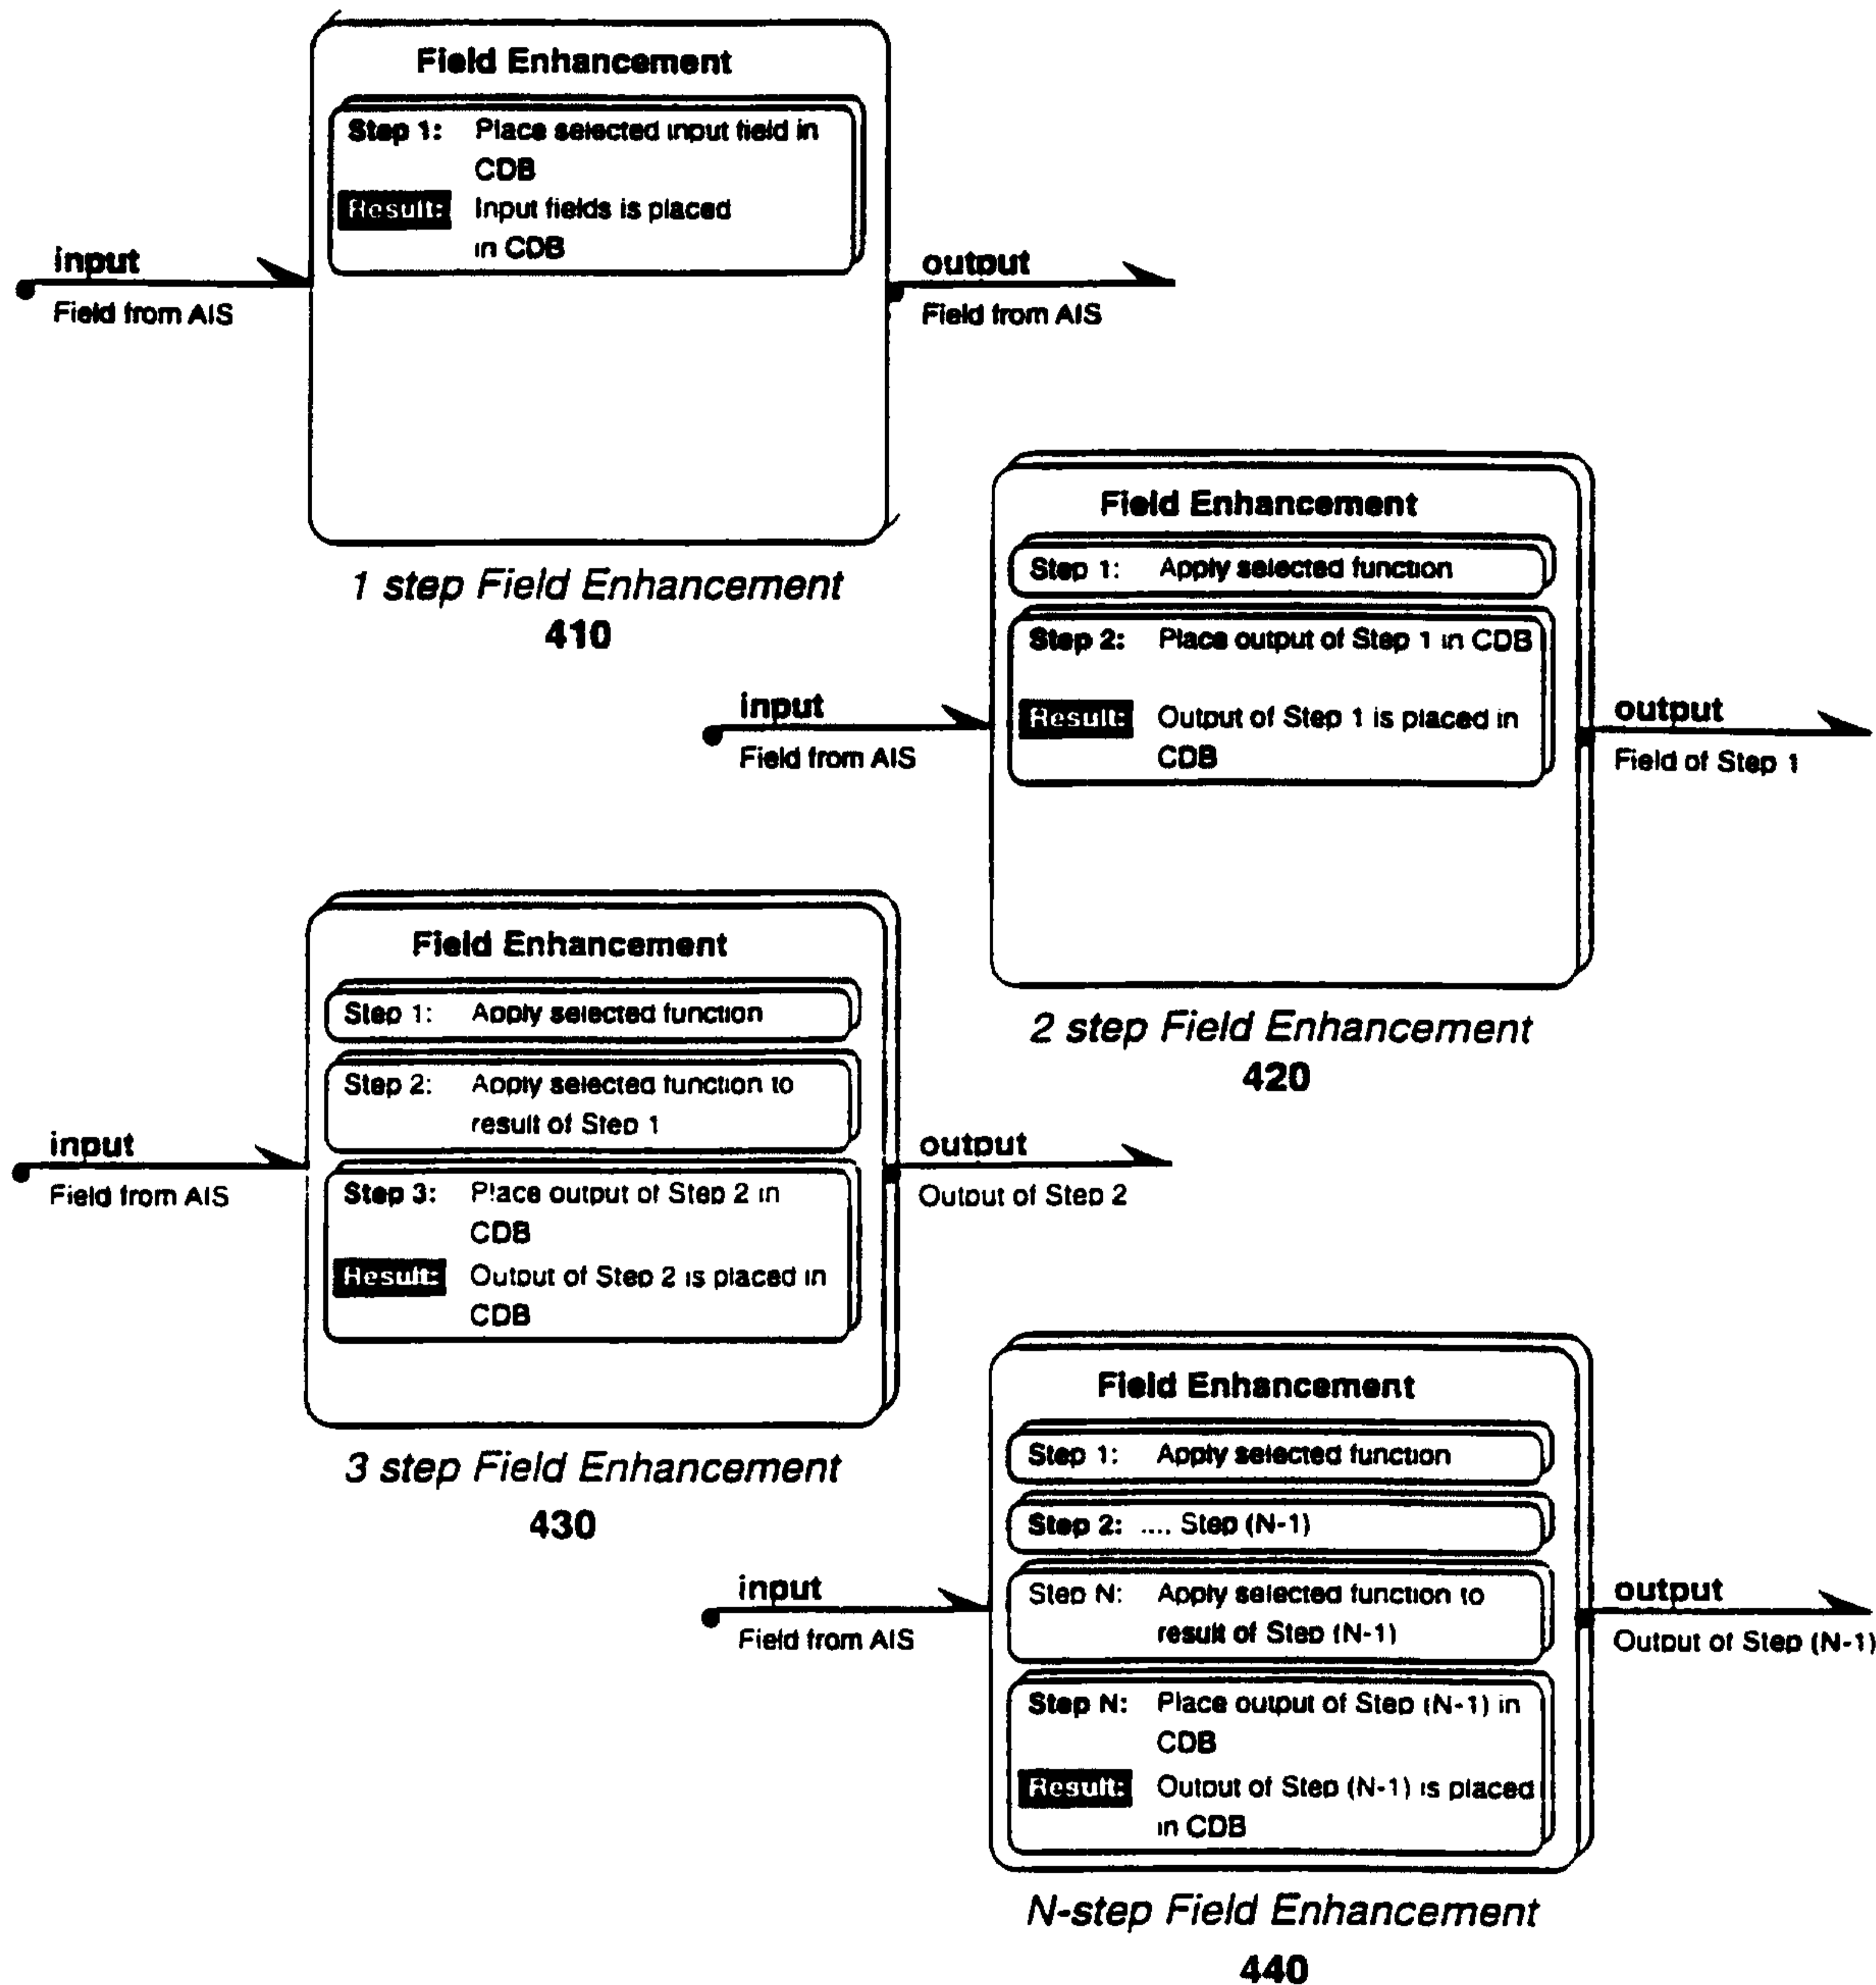 Field Enhancement
Step 1: Place selected input field in
CDB
Result: Input fields is placed
in CDB
input
Field from AIS
output
Field from AIS
1 step Field Enhancement
410
Field Enhancement
Step 1: Apply selected function
Step 2: Place output of Step 1 in CDB
Result: Output of Step 1 is placed in
CDB
input
Field from AIS
output
Field of Step 1
2 step Field Enhancement
420
Field Enhancement
Step 1: Apply selected function
Step 2: Apply selected function to
result of Step 1
Step 3: Place output of Step 2 in
CDB
Result: Output of Step 2 is placed in
CDB
input
Field from AIS
output
Output of Step 2
3 step Field Enhancement
430
Field Enhancement
Step 1: Apply selected function
Step 2: .... Step (N-1)
Step N: Apply selected function to
result of Step (N-1)
Step N: Place output of Step (N-1) in
CDB
Result: Output of Step (N-1) is placed
in CDB
input
Field from AIS
output
Output of Step (N-1)
N-step Field Enhancement
440